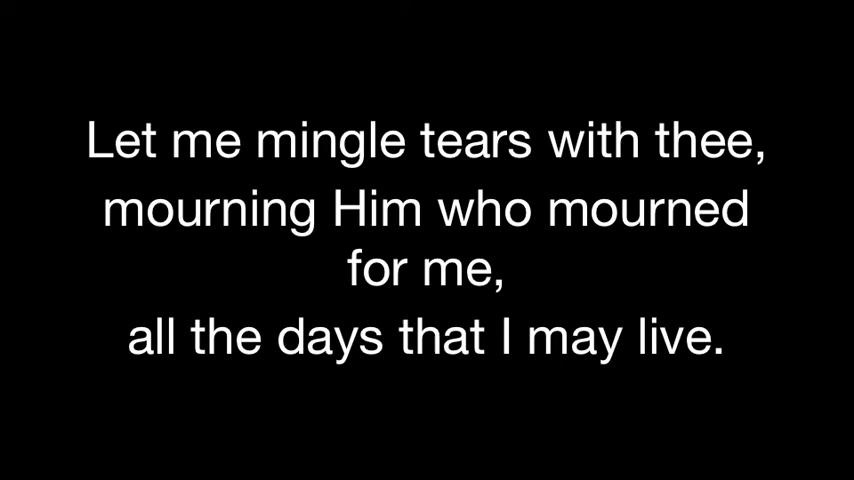 Let me mingle tears with thee,
mourning Him who mourned
for me,
all the days that I may live.